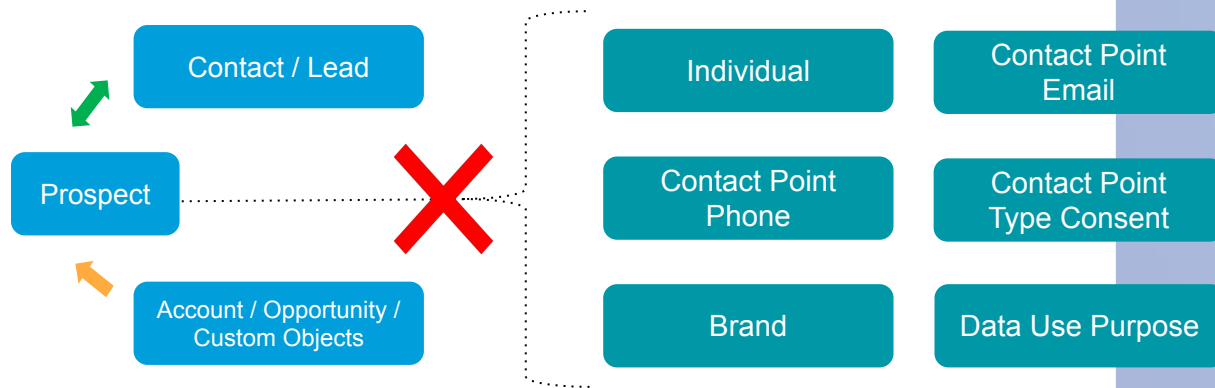 Contact / Lead
Prospect
Account / Opportunity /
Custom Objects
Individual
Contact Point
Email
Contact Point
Phone
Contact Point
Type Consent
Brand
Data Use Purpose